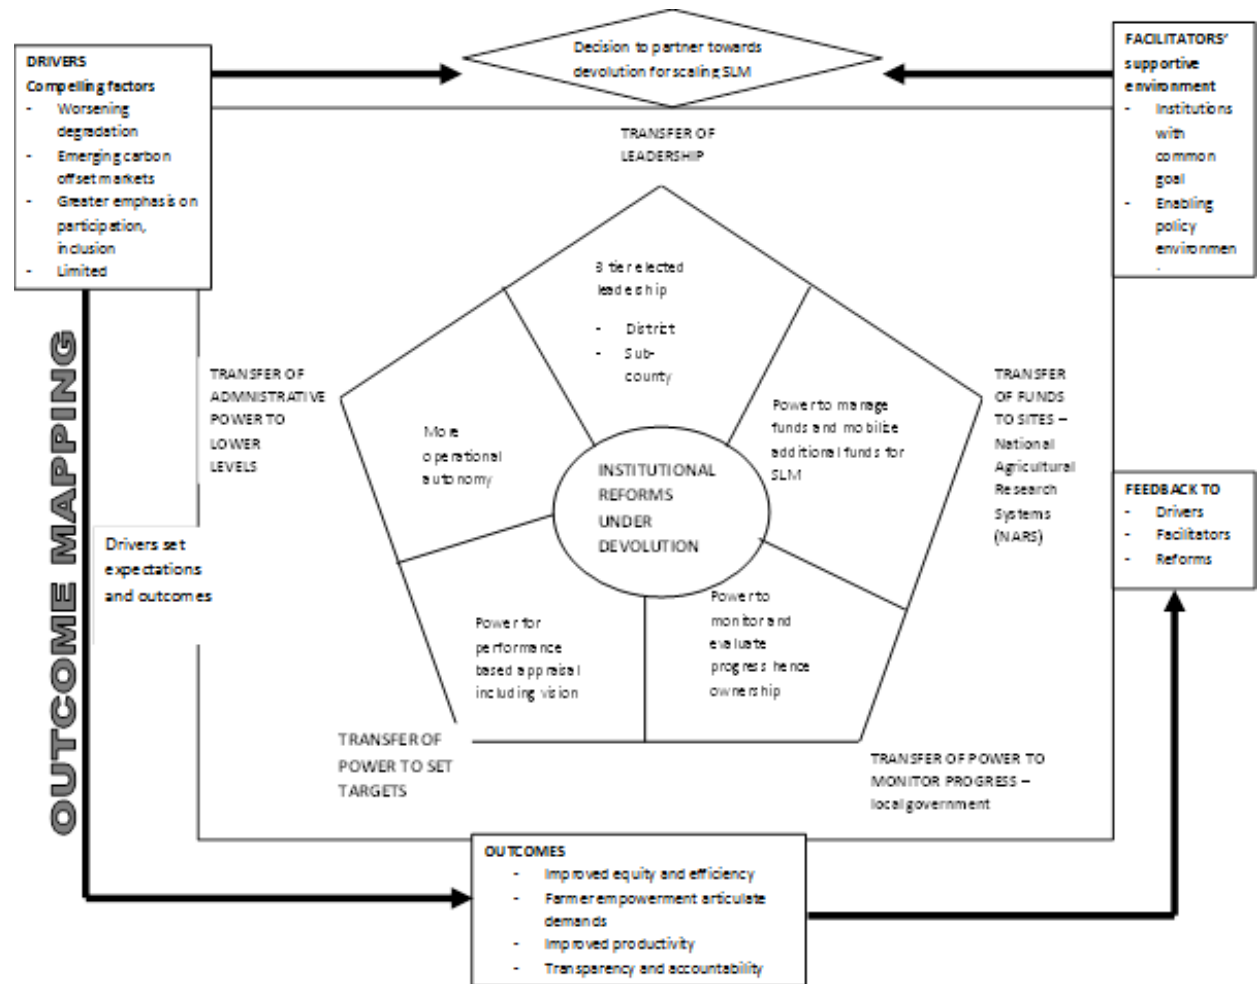 DRIVERS
Compelling factors
- Worsening
degradation
- Emerging carbon
offset markets
- Greater emphasis on
participation,
inclusion
- Limited
Decision to partner towards
devolution for scaling SLM
FACILITATORS'
supportive
environment
- Institutions
with
common
goal
- Enabling
policy
environmen
TRANSFER OF
LEADERSHIP
3 tier elected
leadership
- District
- Sub-
county
TRANSFER OF
ADMNISTRATIVE
POWER TO
LOWER
LEVELS
More
operational
autonomy
Power to manage
funds and mobilize
additional funds for
SLM
TRANSFER
OF FUNDS
TO SITES –
National
Agricultural
Research
Systems
(NARS)
INSTITUTIONAL
REFORMS
UNDER
DEVOLUTION
OUTCOME MAPPING
Drivers set
expectations
and outcomes
FEEDBACK TO
- Drivers
- Facilitators
- Reforms
Power for
performance
based appraisal
including vision
Power to
monitor and
evaluate
progress hence
ownership
TRANSFER OF
POWER TO SET
TARGETS
TRANSFER OF POWER TO
MONITOR PROGRESS –
local government
OUTCOMES
- Improved equity and efficiency
- Farmer empowerment articulate
demands
- Improved productivity
- Transparency and accountability